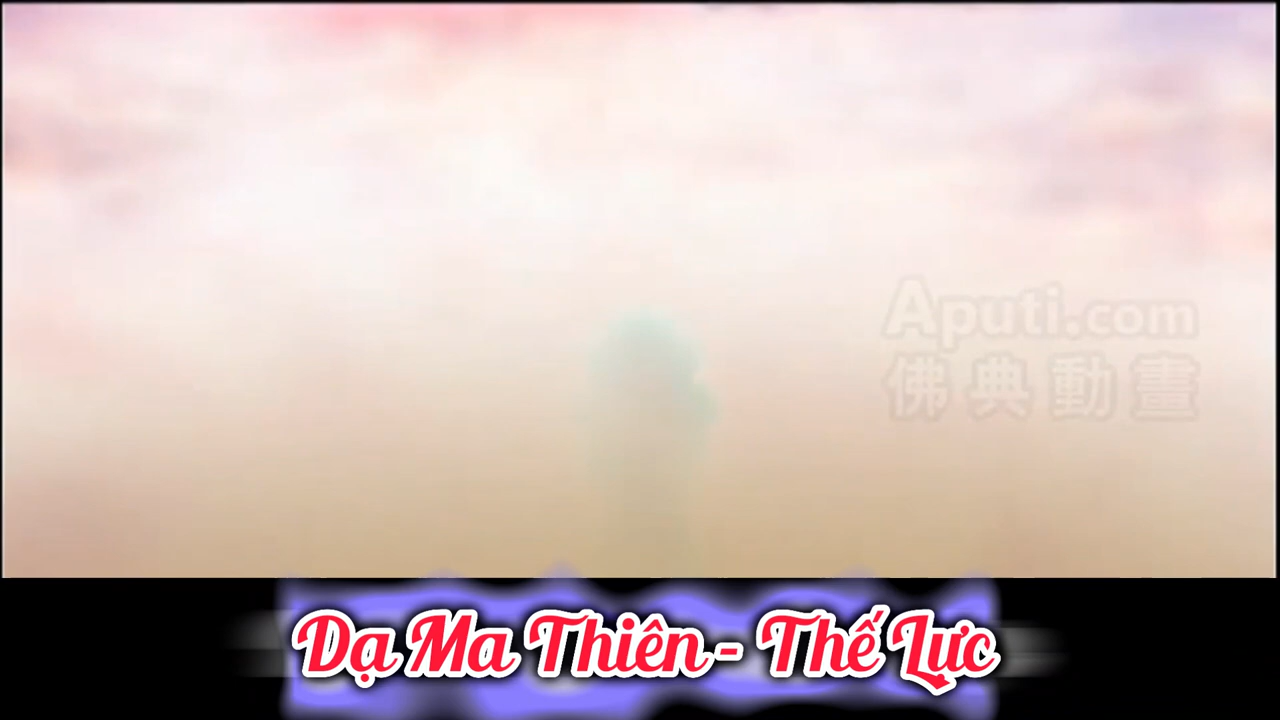 Aputi.com
佛典動畫
Dạ Ma Thiên - Thế Lực